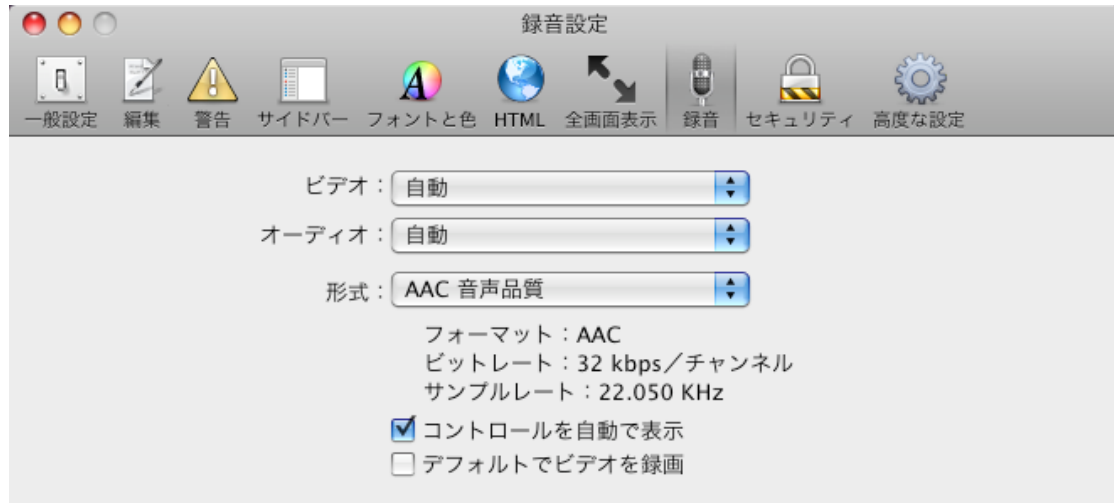 録音設定
一般設定 編集 警告 サイドバー フォントと色 HTML 全画面表示 録音 セキュリティ 高度な設定
ビデオ：自動
オーディオ：自動
形式：AAC 音声品質
フォーマット：AAC
ビットレート：32 kbps／チャンネル
サンプルレート：22.050 KHz
コントロールを自動で表示
デフォルトでビデオを録画